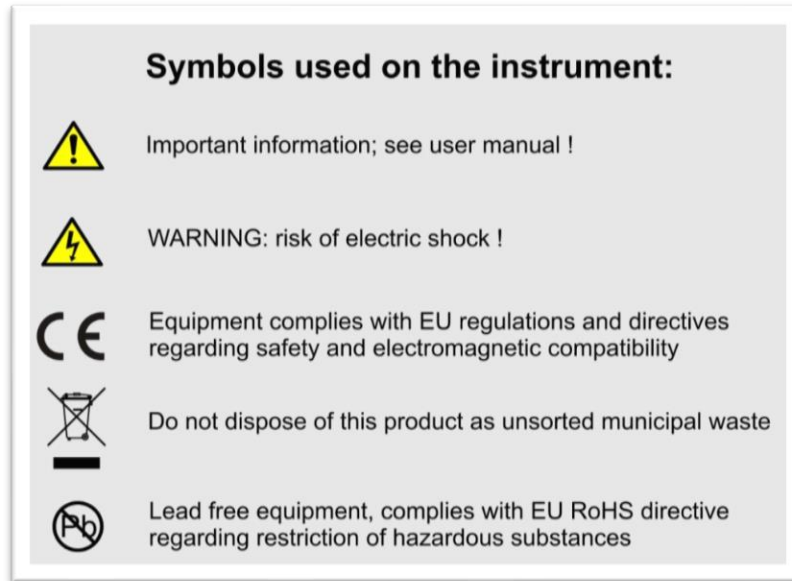 Symbols used on the instrument:
Important information; see user manual !
WARNING: risk of electric shock !
CE
Equipment complies with EU regulations and directives
regarding safety and electromagnetic compatibility
Do not dispose of this product as unsorted municipal waste
Pb
Lead free equipment, complies with EU RoHS directive
regarding restriction of hazardous substances